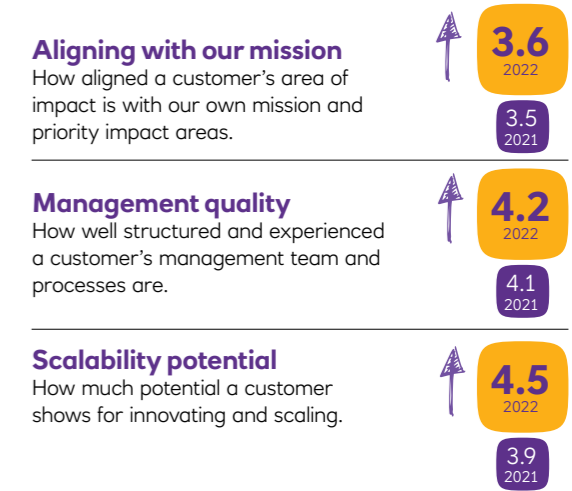 Aligning with our mission
How aligned a customer's area of
impact is with our own mission and
priority impact areas.
3.6
2022
3.5
2021
Management quality
How well structured and experienced
a customer's management team and
processes are.
4.2
2022
4.1
2021
Scalability potential
How much potential a customer
shows for innovating and scaling.
4.5
2022
3.9
2021